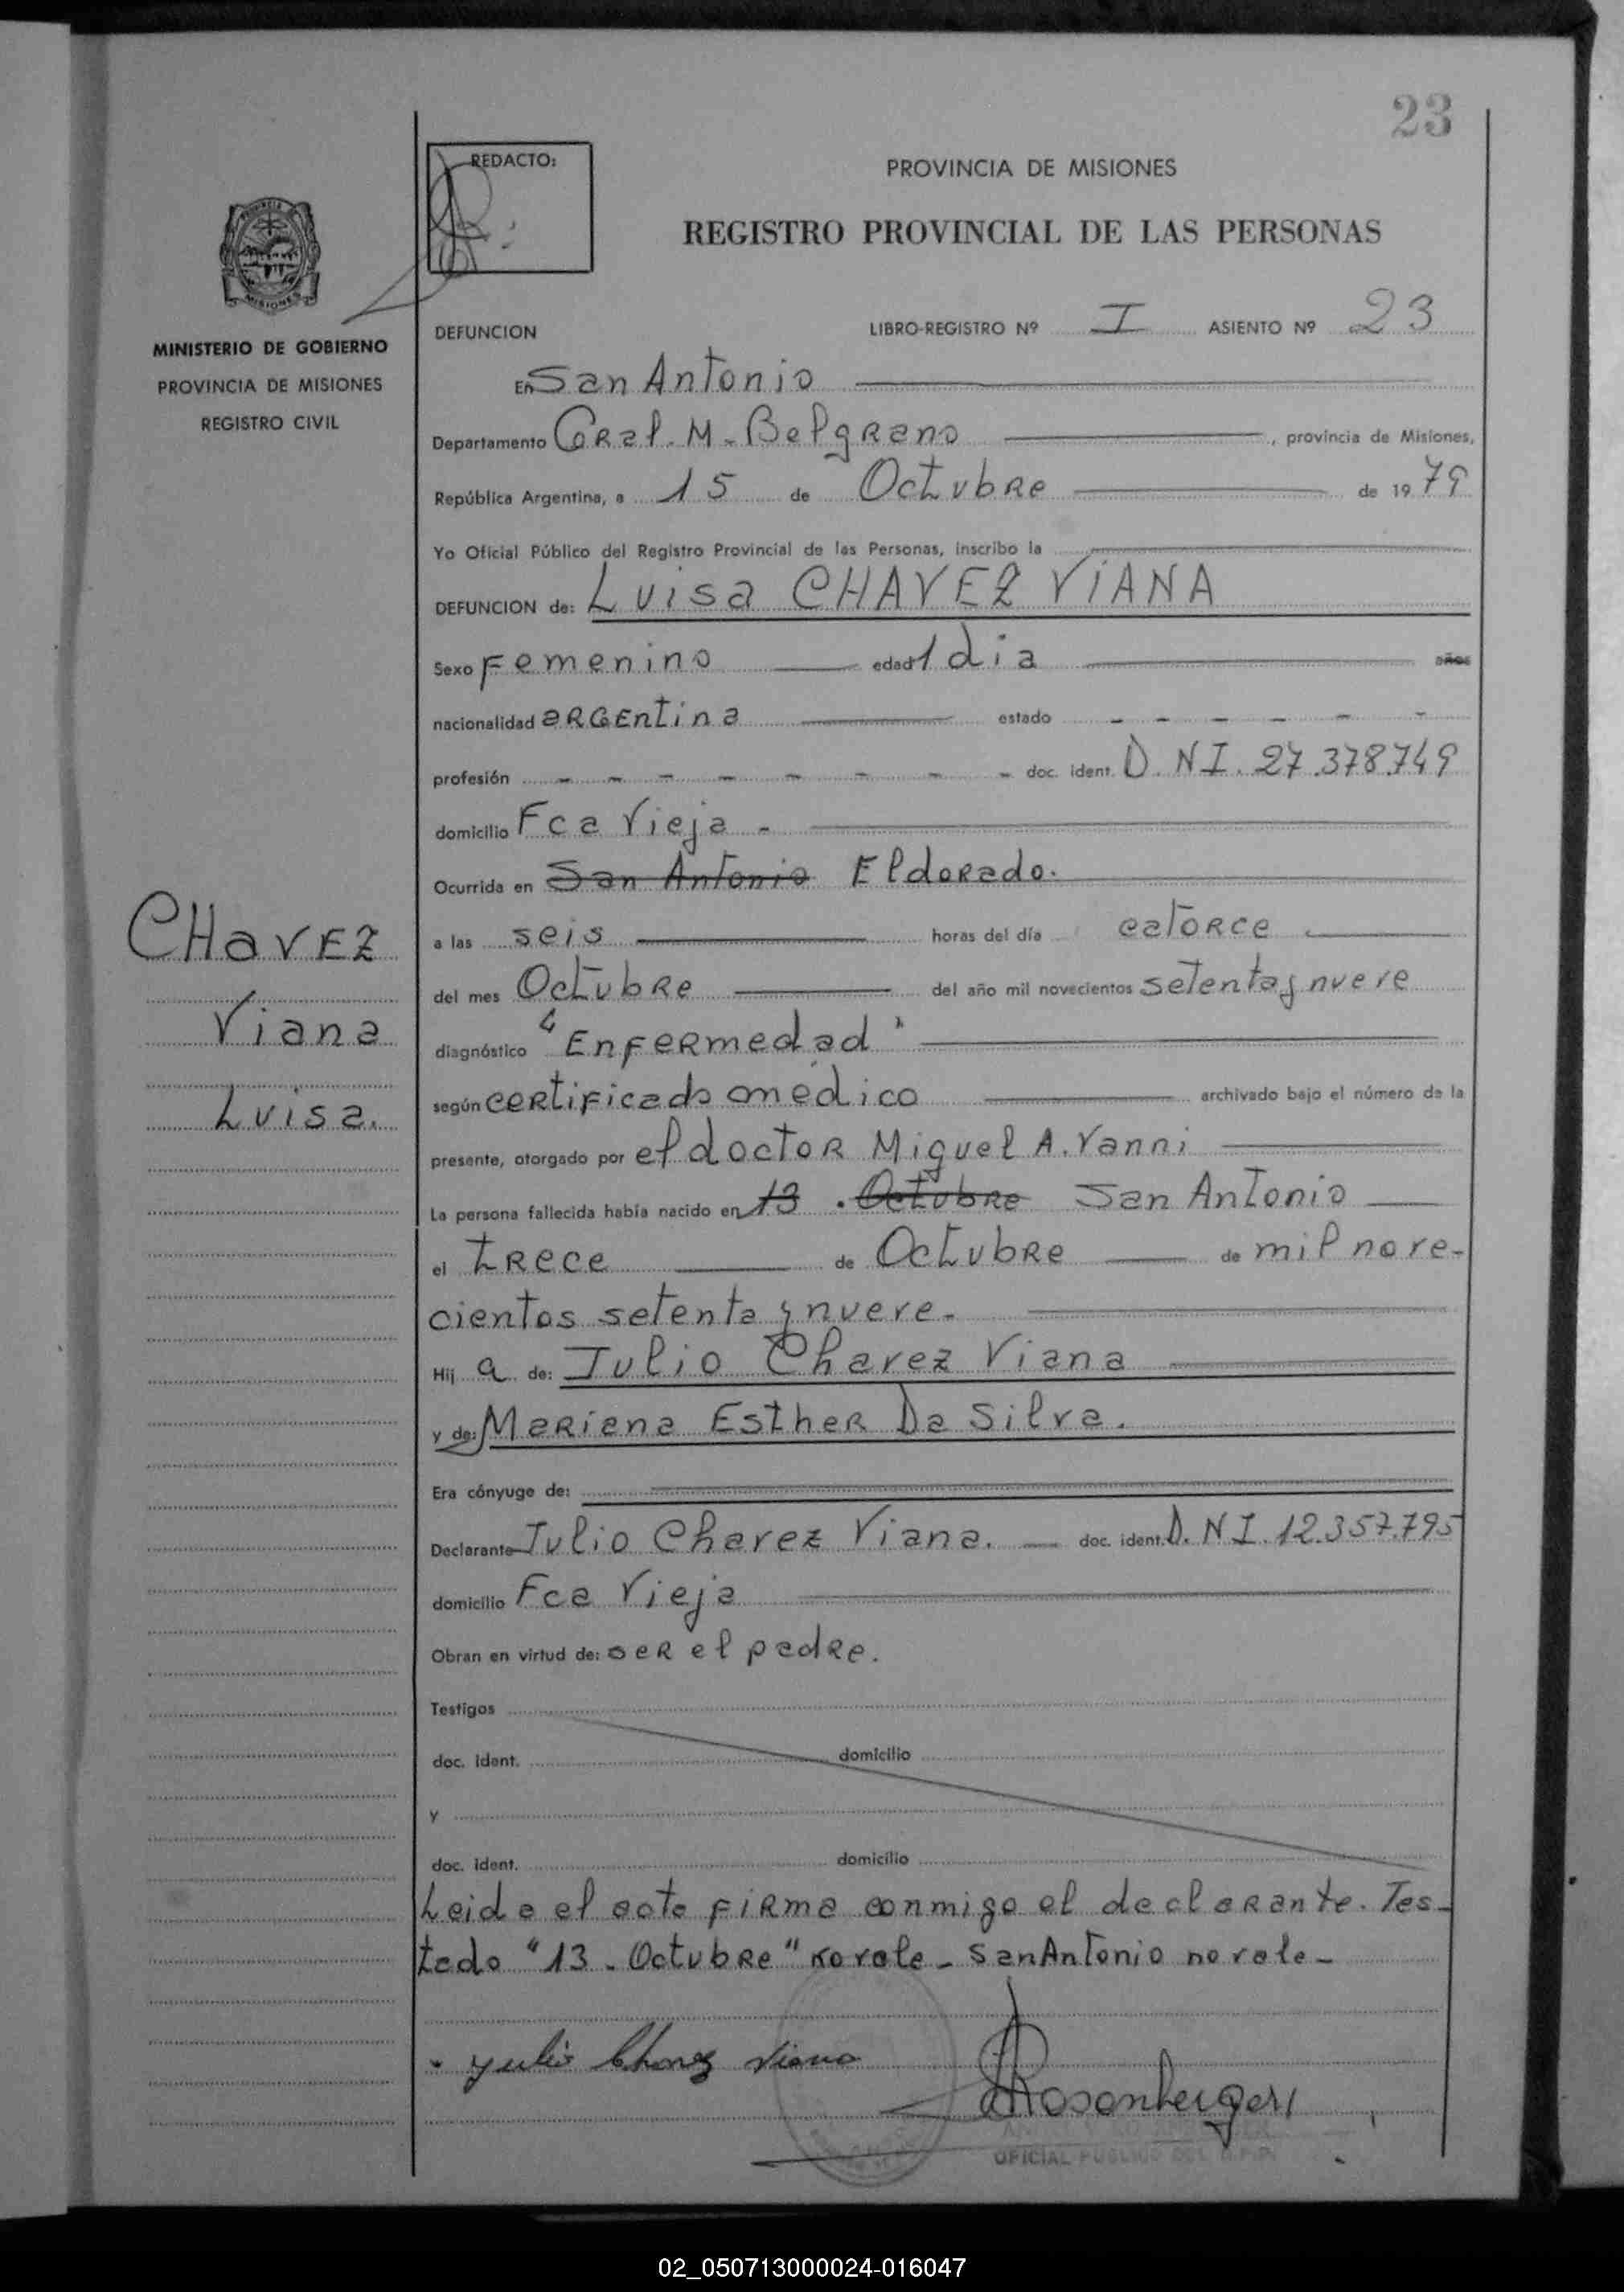 23
REDACTO:
PROVINCIA DE MISIONES
REGISTRO PROVINCIAL DE LAS PERSONAS
MISIONES
MINISTERIO DE GOBIERNO
PROVINCIA DE MISIONES
REGISTRO CIVIL
DEFUNCION LIBRO-REGISTRO Nº I ASIENTO Nº 23
En San Antonio
Departamento Gral. M. Belgrano, provincia de Misiones,
República Argentina, a 15 de Octubre de 1979
Yo Oficial Público del Registro Provincial de las Personas, inscribo la
DEFUNCION de: Luisa CHAVEZ VIANA
Sexo Femenino edad 1 dia años
nacionalidad argentina estado - - - - - -
profesión - - - - - - - - doc. ident. D.N.I. 27.378.749
domicilio Fca Vieja -
Ocurrida en San Antonio Eldorado.
a las seis horas del día catorce
del mes Octubre del año mil novecientos setenta y nueve
diagnóstico "Enfermedad"
según certificado médico archivado bajo el número de la
presente, otorgado por el doctor Miguel A. Vanni
La persona fallecida había nacido en 13 . Octubre San Antonio
el trece de Octubre de mil nove-
cientos setenta y nueve-
Hija de: Julio Chavez Viana
y de: Mariana Esther Da Silva.
Era cónyuge de:
Declarante Julio Chavez Viana. doc. ident. D.N.I. 12.357.795
domicilio Fca Vieja
Obran en virtud de: ser el padre.
Testigos
doc. ident. domicilio
y
doc. ident. domicilio
Leida el acta firma conmigo el declarante. Tes-
tado "13 - Octubre" no vale - San Antonio no vale -
CHAVEZ
Viana
Luisa.
Julio Chavez Viana
Rosenberger
OFICIAL PUBLICO DEL R.P.P.
02_050713000024-016047